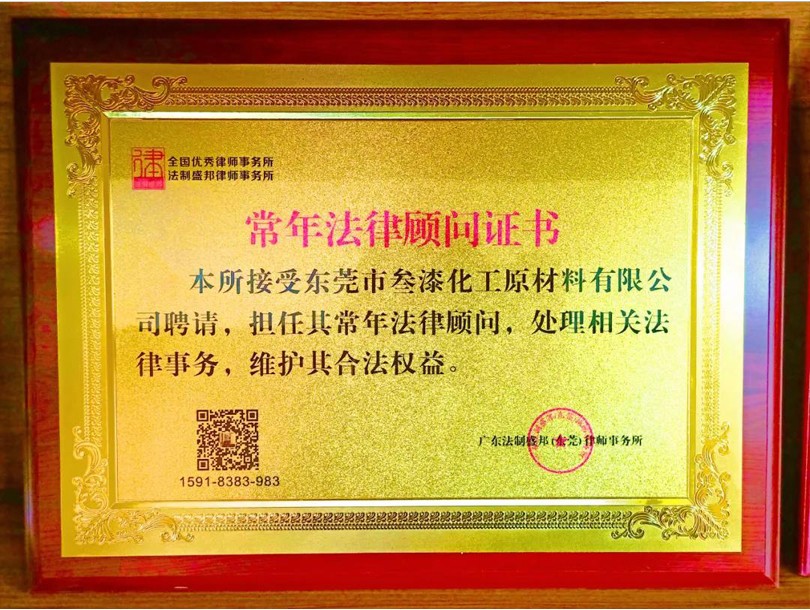 律
全国优秀律师事务所
法制盛邦律师事务所
常年法律顾问证书
本所接受东莞市叁漆化工原材料有限公
司聘请，担任其常年法律顾问，处理相关法
律事务，维护其合法权益。
广东法制盛邦(东莞)律师事务所
1591-8383-983